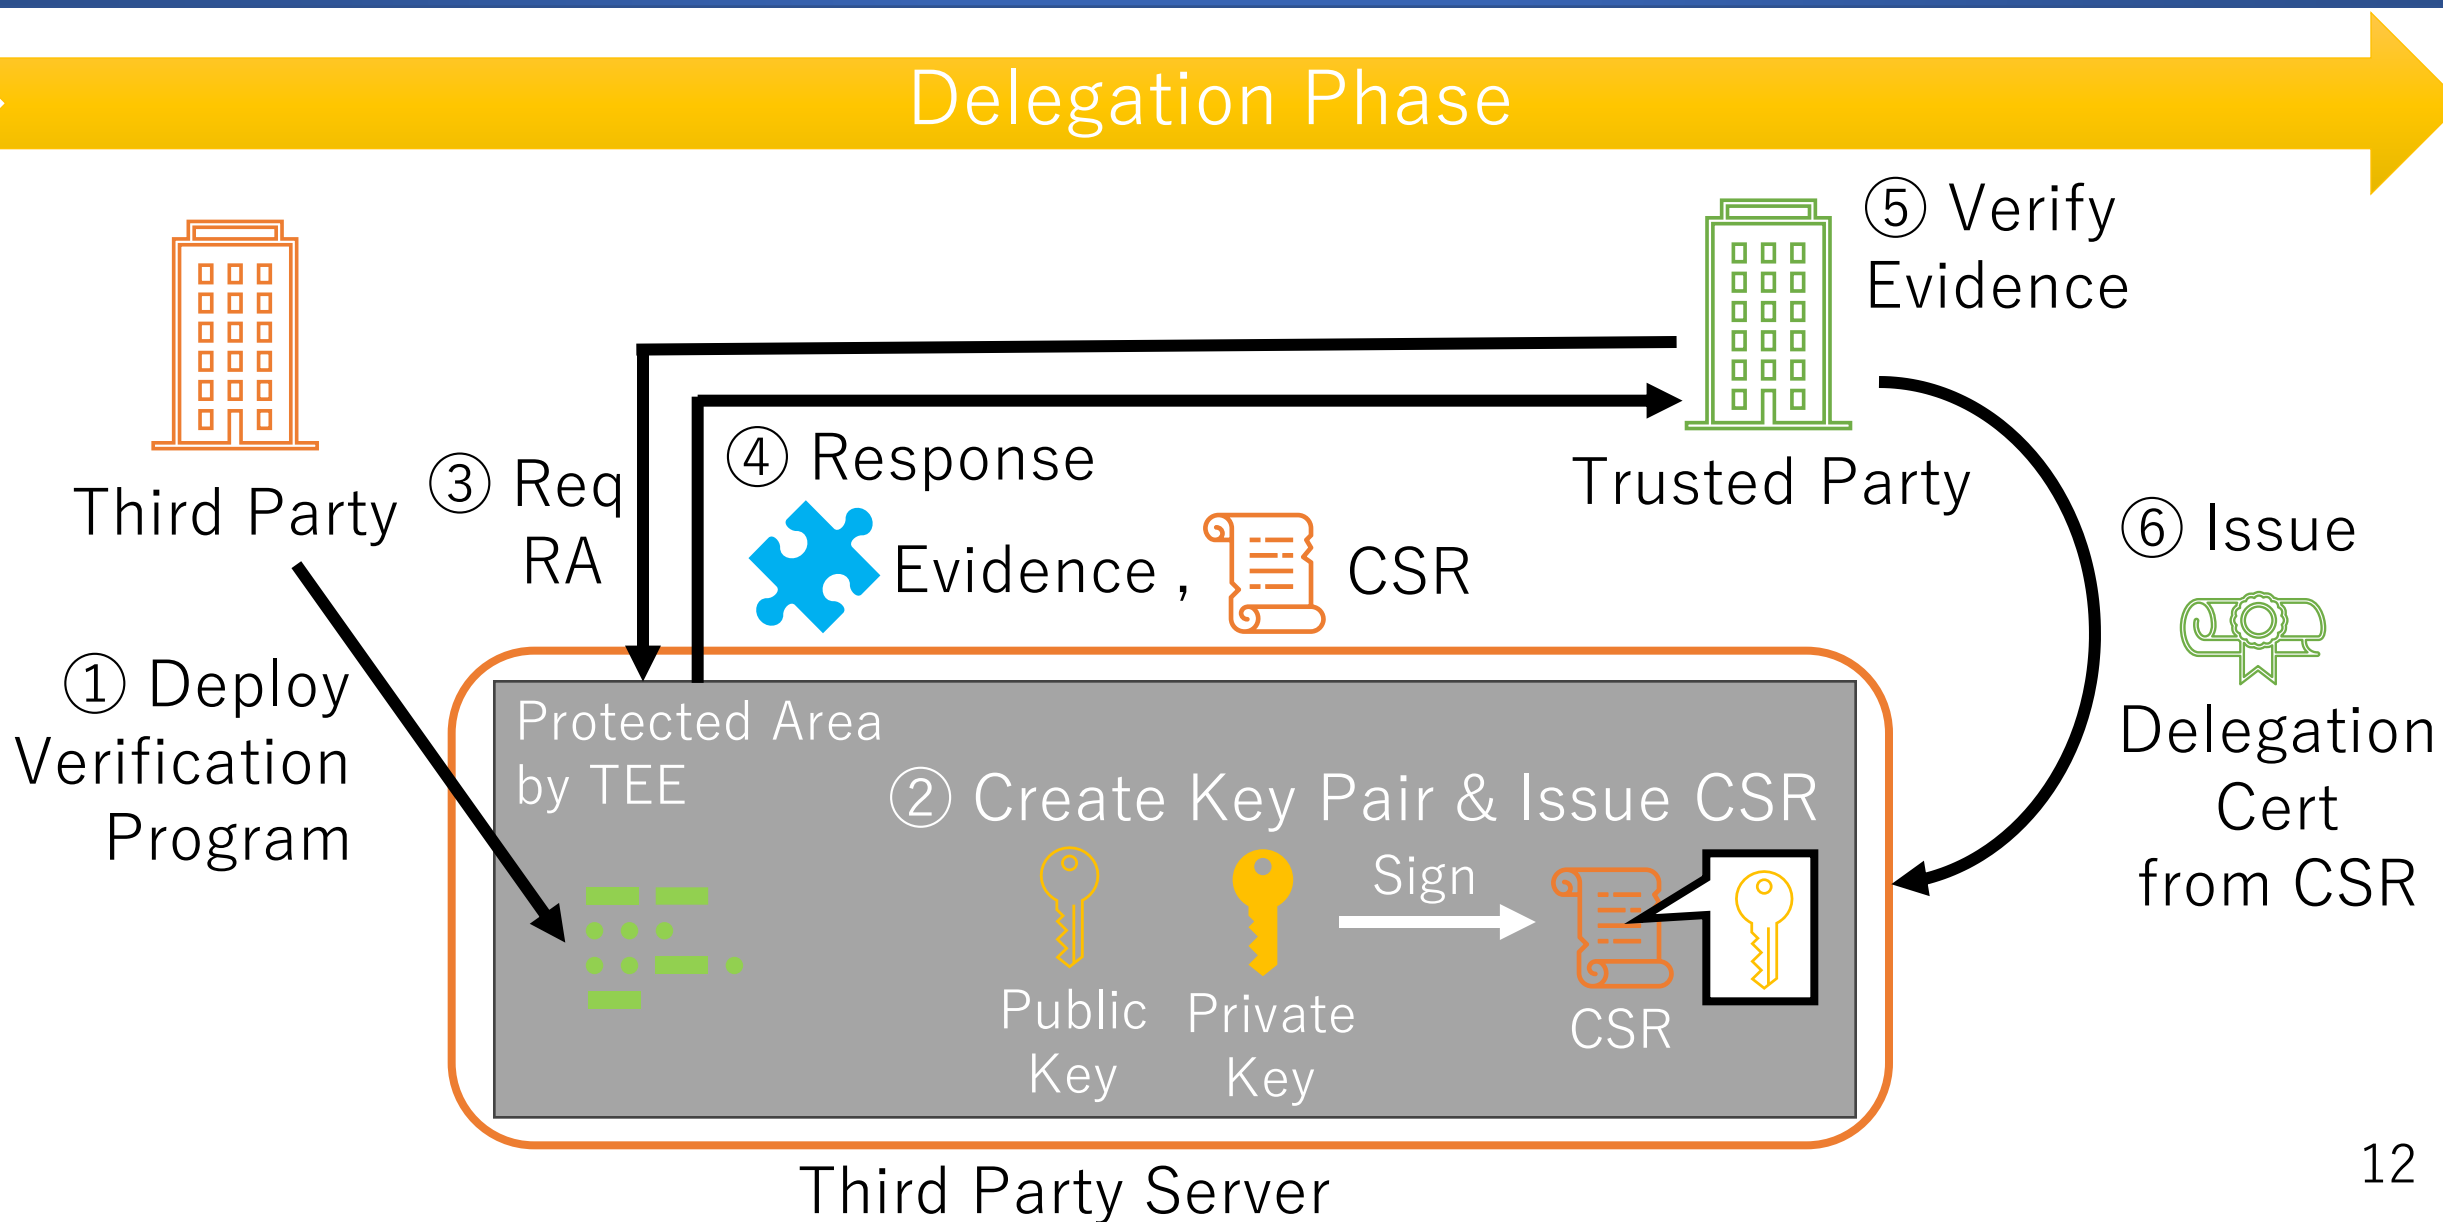 Delegation Phase
Third Party
① Deploy
Verification
Program
③ Req
RA
④ Response
Evidence ,
CSR
Trusted Party
⑤ Verify
Evidence
⑥ Issue
Delegation
Cert
from CSR
Protected Area
by TEE
② Create Key Pair & Issue CSR
Sign
Public
Key
Private
Key
CSR
Third Party Server
12